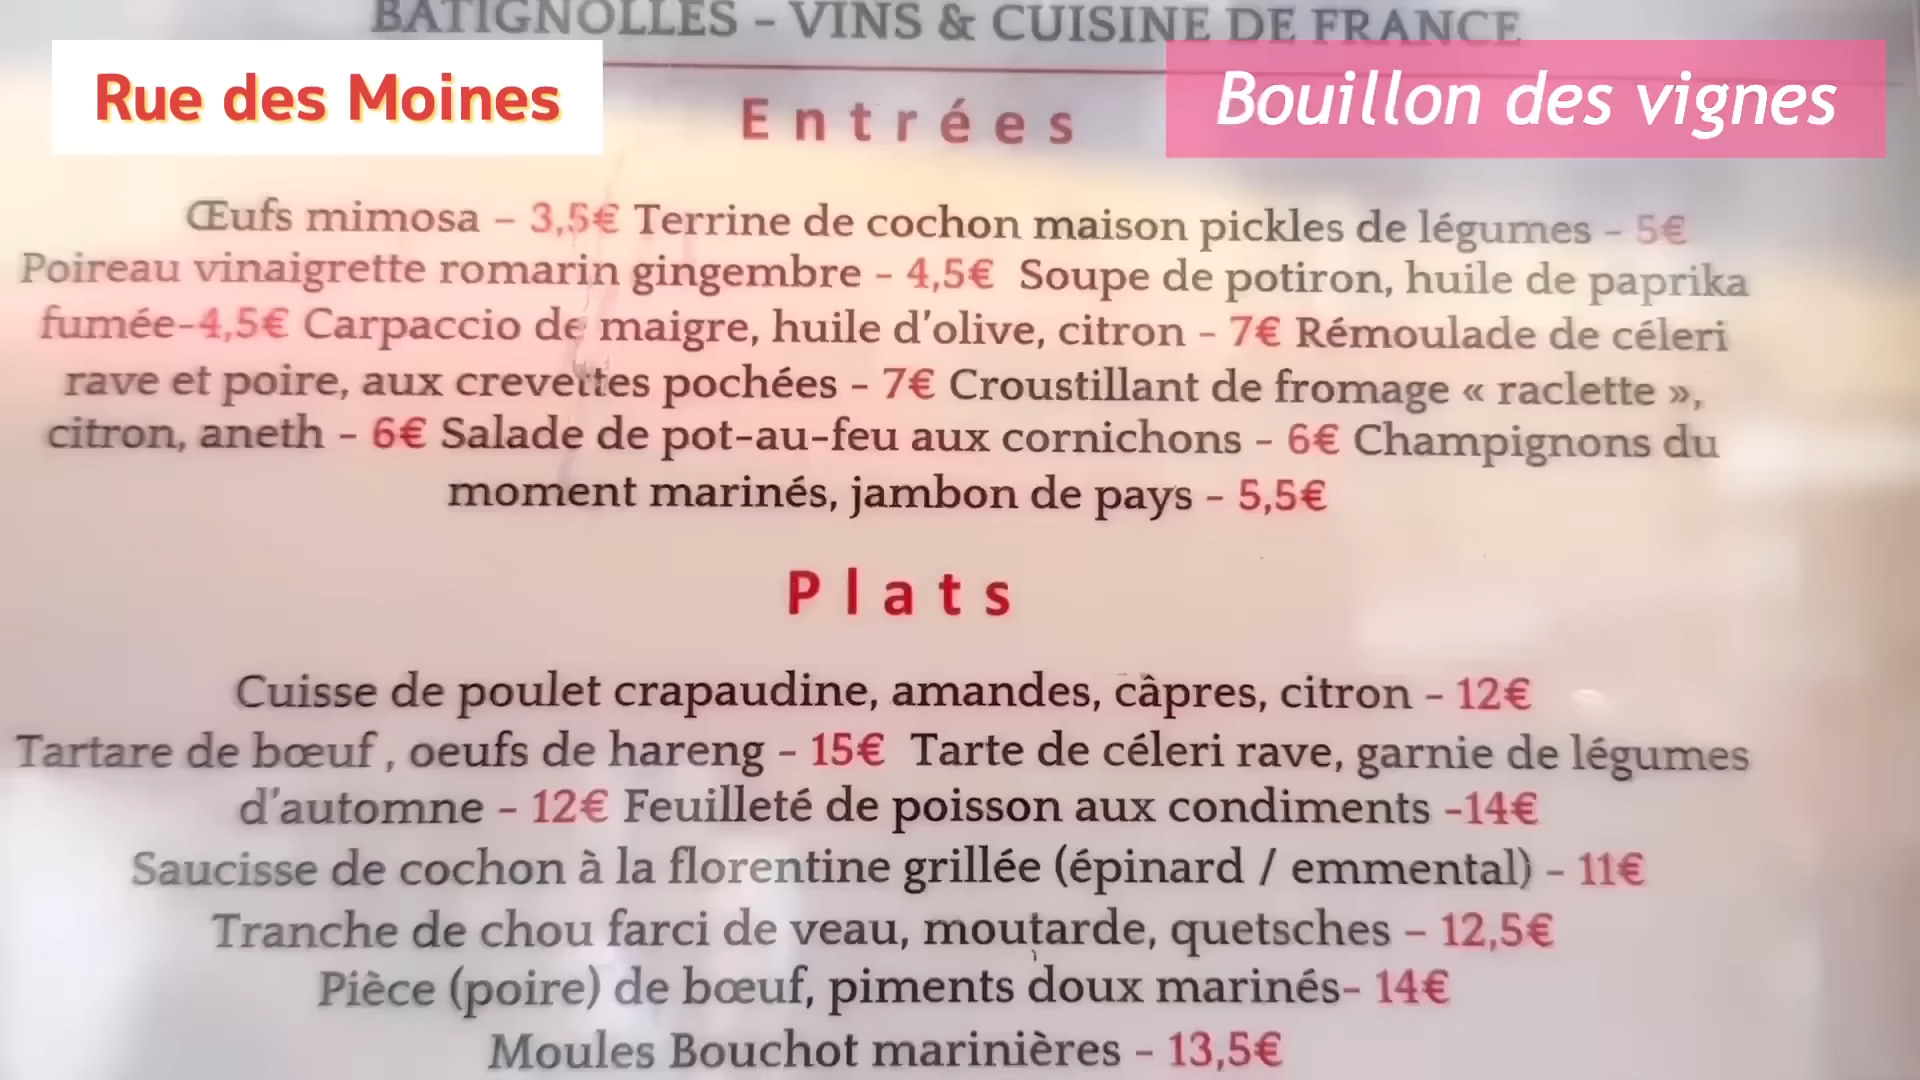 BATIGNOLLES - VINS & CUISINE DE FRANCE
Rue des Moines
Bouillon des vignes
Entrées
Œufs mimosa – 3,5€ Terrine de cochon maison pickles de légumes – 5€
Poireau vinaigrette romarin gingembre – 4,5€ Soupe de potiron, huile de paprika
fumée-4,5€ Carpaccio de maigre, huile d'olive, citron – 7€ Rémoulade de céleri
rave et poire, aux crevettes pochées – 7€ Croustillant de fromage « raclette »,
citron, aneth – 6€ Salade de pot-au-feu aux cornichons – 6€ Champignons du
moment marinés, jambon de pays – 5,5€
Plats
Cuisse de poulet crapaudine, amandes, câpres, citron – 12€
Tartare de bœuf , oeufs de hareng – 15€ Tarte de céleri rave, garnie de légumes
d'automne – 12€ Feuilleté de poisson aux condiments -14€
Saucisse de cochon à la florentine grillée (épinard / emmental) – 11€
Tranche de chou farci de veau, moutarde, quetsches – 12,5€
Pièce (poire) de bœuf, piments doux marinés– 14€
Moules Bouchot marinières – 13,5€